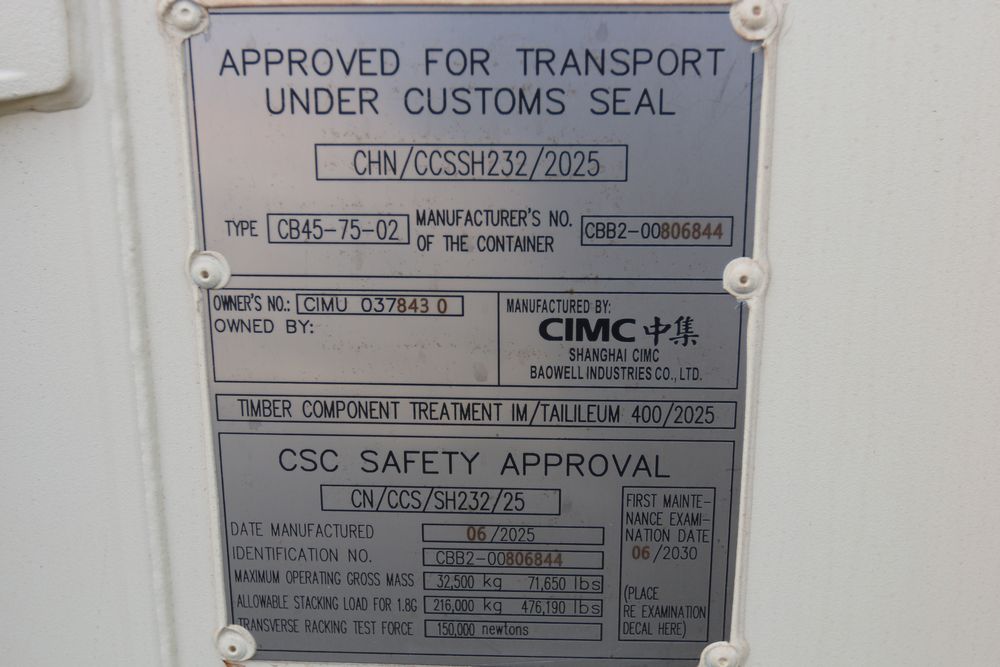 APPROVED FOR TRANSPORT
UNDER CUSTOMS SEAL
CHN/CCSSH232/2025
TYPE CB45-75-02 MANUFACTURER'S NO. OF THE CONTAINER CBB2-00806844
OWNER'S NO.: CIMU 037843 0
OWNED BY:
MANUFACTURED BY:
CIMC 中集
SHANGHAI CIMC
BAOWELL INDUSTRIES CO., LTD.
TIMBER COMPONENT TREATMENT IM/TAILILEUM 400/2025
CSC SAFETY APPROVAL
CN/CCS/SH232/25
DATE MANUFACTURED 06/2025
IDENTIFICATION NO. CBB2-00806844
MAXIMUM OPERATING GROSS MASS 32,500 kg 71,650 lbs
ALLOWABLE STACKING LOAD FOR 1.8G 216,000 kg 476,190 lbs
TRANSVERSE RACKING TEST FORCE 150,000 newtons
FIRST MAINTE-
NANCE EXAMI-
NATION DATE
06/2030
(PLACE
RE EXAMINATION
DECAL HERE)